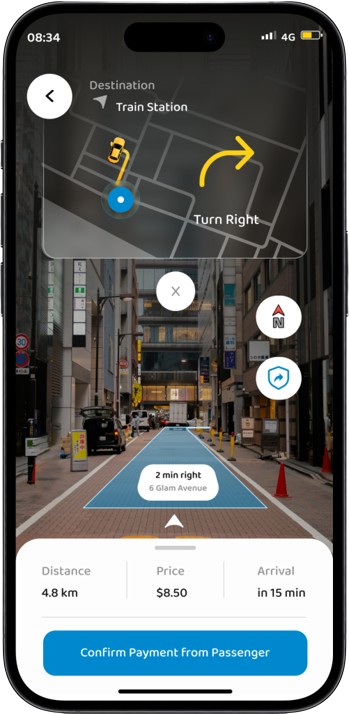 08:34
4G
Destination
Train Station
Turn Right
N
2 min right
6 Glam Avenue
Distance
Price
Arrival
4.8 km
$8.50
in 15 min
Confirm Payment from Passenger